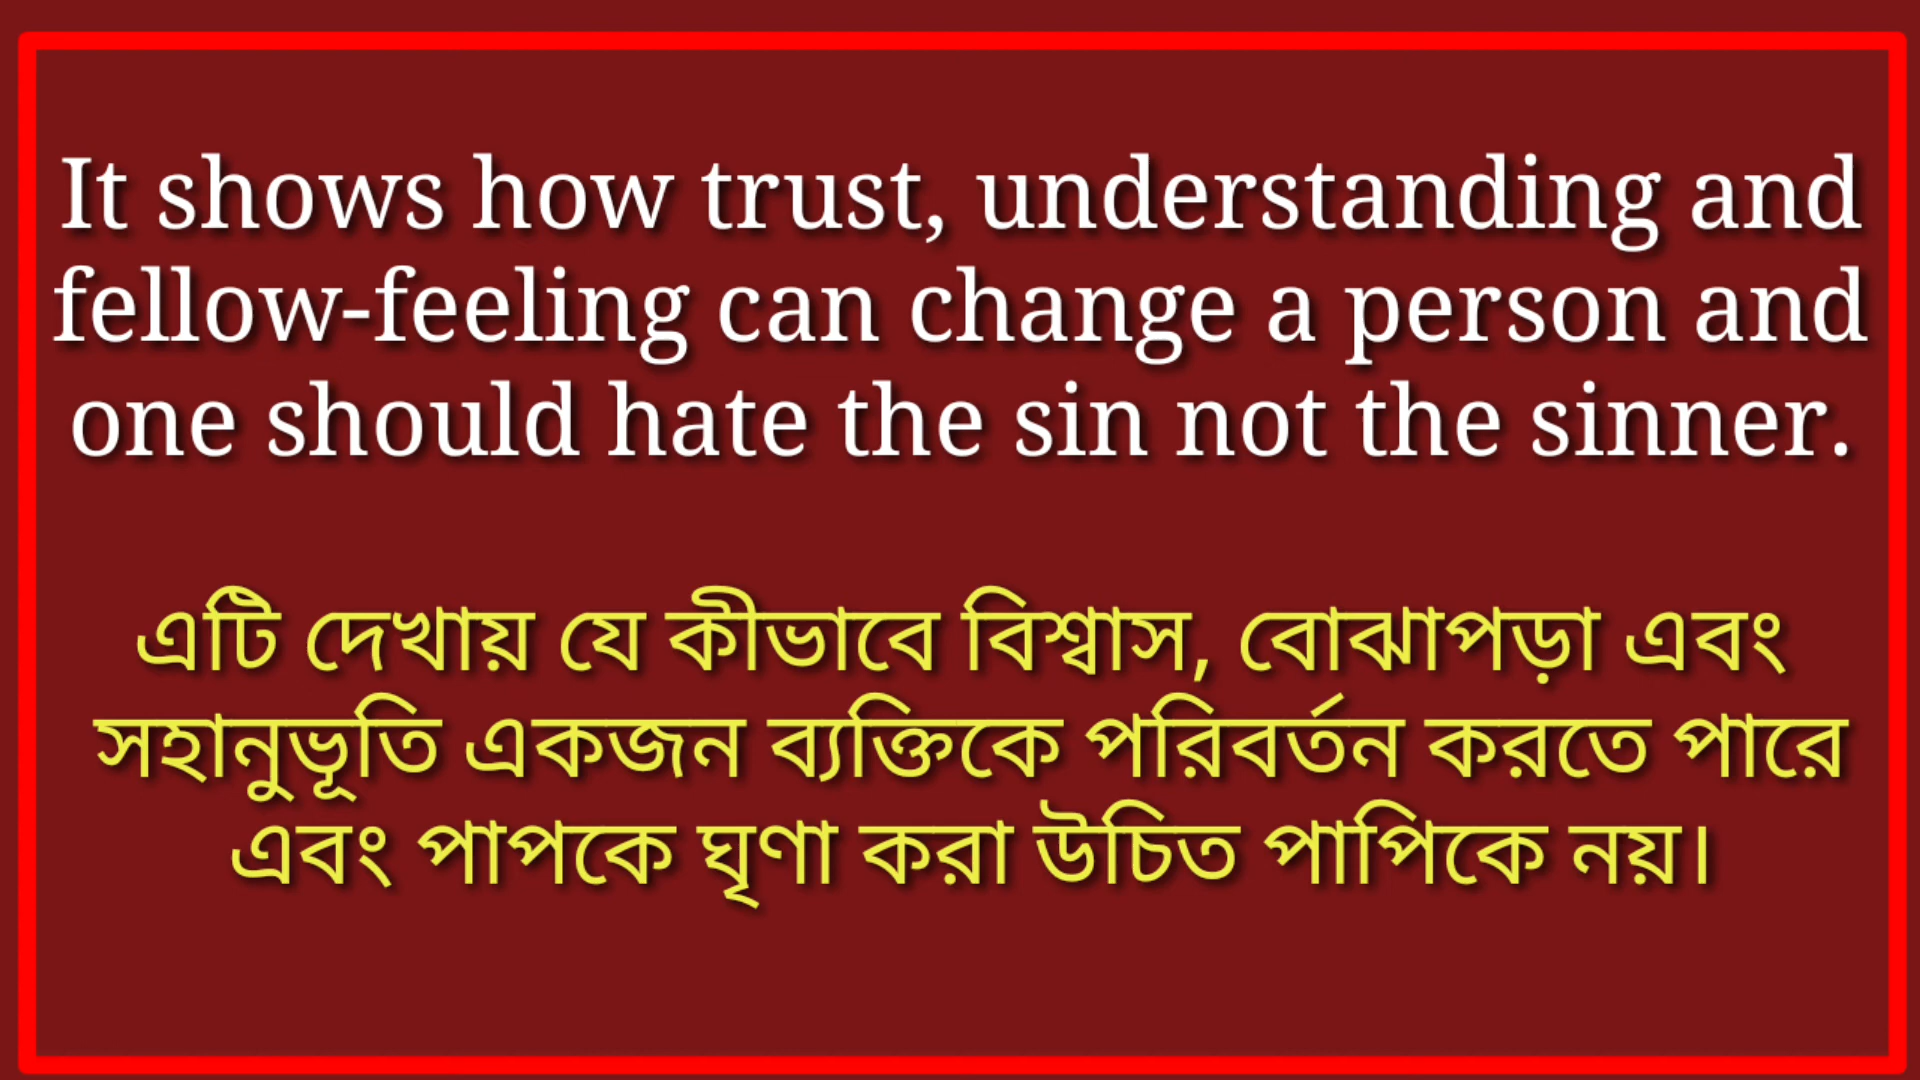 It shows how trust, understanding and
fellow-feeling can change a person and
one should hate the sin not the sinner.
এটি দেখায় যে কীভাবে বিশ্বাস, বোঝাপড়া এবং
সহানুভূতি একজন ব্যক্তিকে পরিবর্তন করতে পারে
এবং পাপকে ঘৃণা করা উচিত পাপিকে নয়।